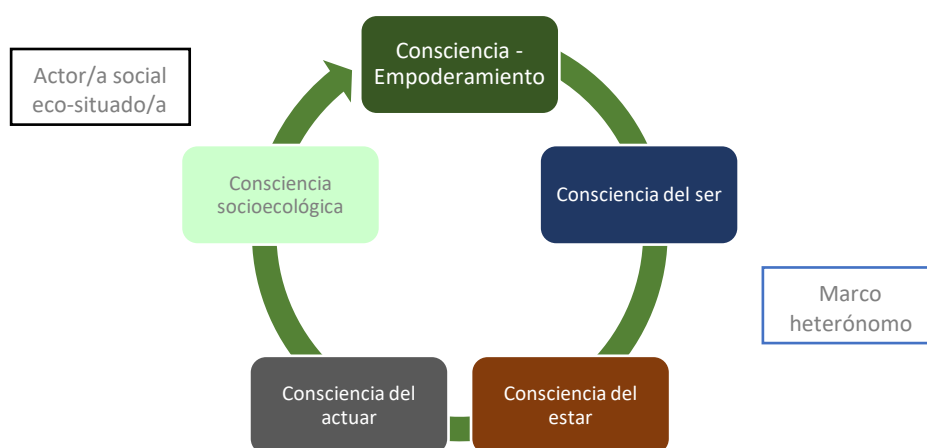 Consciencia -
Empoderamiento
Actor/a social
eco-situado/a
Consciencia
socioecológica
Consciencia del ser
Marco
heterónomo
Consciencia del
actuar
Consciencia del
estar